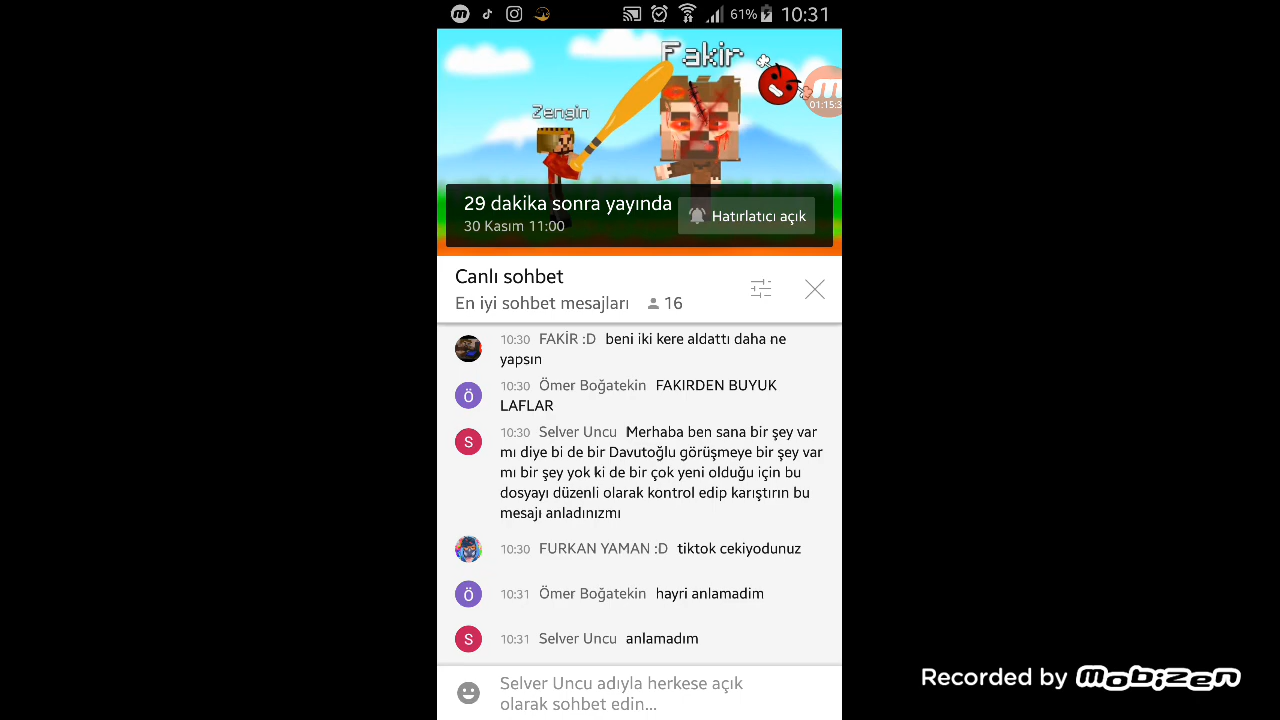 61% 10:31
Fakir
Zengin
01:15:3
29 dakika sonra yayında
30 Kasım 11:00
Hatırlatıcı açık
Canlı sohbet
En iyi sohbet mesajları 16
10:30 FAKİR :D beni iki kere aldattı daha ne
yapsın
Ö 10:30 Ömer Boğatekin FAKIRDEN BUYUK
LAFLAR
S 10:30 Selver Uncu Merhaba ben sana bir şey var
mı diye bi de bir Davutoğlu görüşmeye bir şey var
mı bir şey yok ki de bir çok yeni olduğu için bu
dosyayı düzenli olarak kontrol edip karıştırın bu
mesajı anladınızmı
10:30 FURKAN YAMAN :D tiktok cekiyodunuz
Ö 10:31 Ömer Boğatekin hayri anlamadim
S 10:31 Selver Uncu anlamadım
Selver Uncu adıyla herkese açık
olarak sohbet edin...
Recorded by mobizen